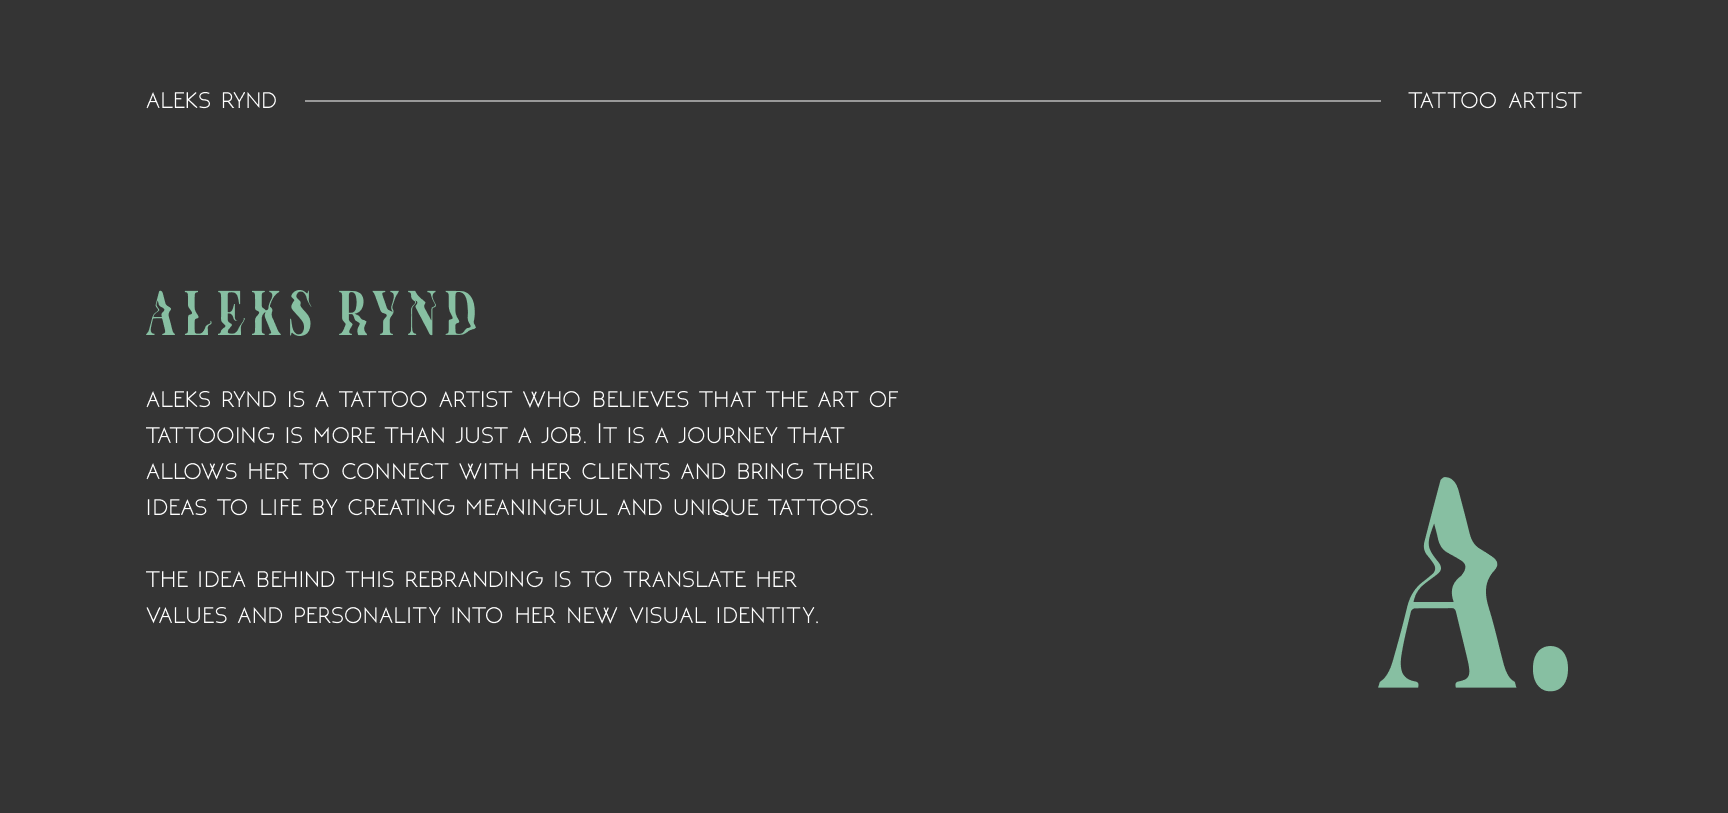 ALEKS RYND
TATTOO ARTIST
ALEKS RYND
ALEKS RYND IS A TATTOO ARTIST WHO BELIEVES THAT THE ART OF
TATTOOING IS MORE THAN JUST A JOB. IT IS A JOURNEY THAT
ALLOWS HER TO CONNECT WITH HER CLIENTS AND BRING THEIR
IDEAS TO LIFE BY CREATING MEANINGFUL AND UNIQUE TATTOOS.
THE IDEA BEHIND THIS REBRANDING IS TO TRANSLATE HER
VALUES AND PERSONALITY INTO HER NEW VISUAL IDENTITY.
A.